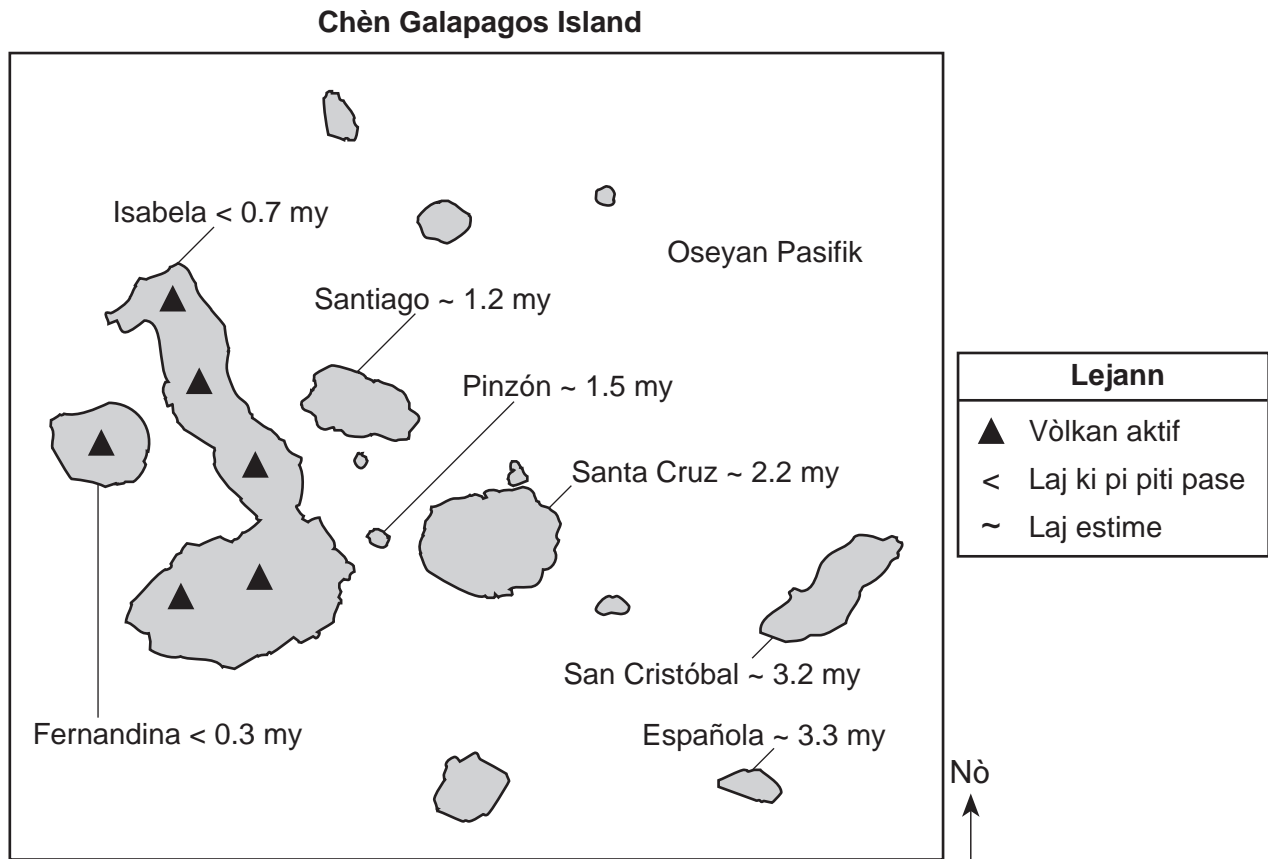 Chèn Galapagos Island
Isabela < 0.7 my
Oseyan Pasifik
Santiago ~ 1.2 my
Pinzón ~ 1.5 my
Santa Cruz ~ 2.2 my
San Cristóbal ~ 3.2 my
Fernandina < 0.3 my
Española ~ 3.3 my
Lejann
Vòlkan aktif
< Laj ki pi piti pase
~ Laj estime
Nò